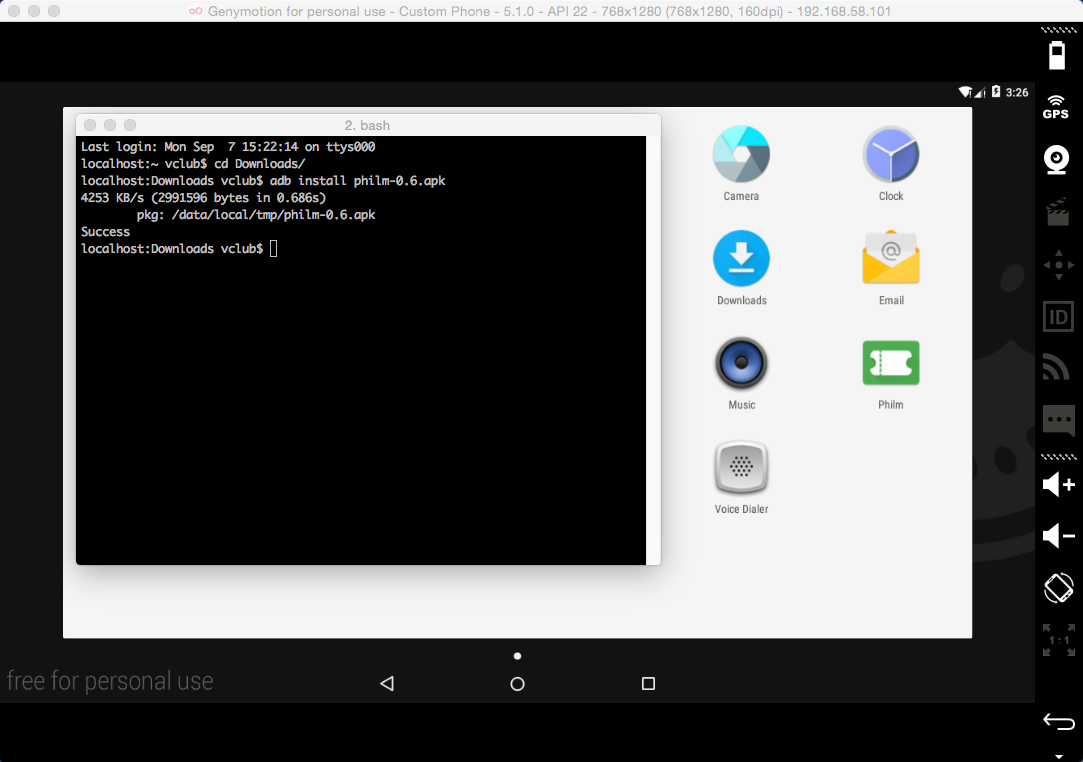 Genymotion for personal use - Custom Phone - 5.1.0 - API 22 - 768x1280 (768x1280, 160dpi) - 192.168.58.101
3:26
GPS
2. bash
Last login: Mon Sep  7 15:22:14 on ttys000
localhost:~ vclub$ cd Downloads/
localhost:Downloads vclub$ adb install philm-0.6.apk
4253 KB/s (2991596 bytes in 0.686s)
        pkg: /data/local/tmp/philm-0.6.apk
Success
localhost:Downloads vclub$
Camera
Clock
Downloads
Email
Music
Philm
Voice Dialer
ID
1:1
free for personal use